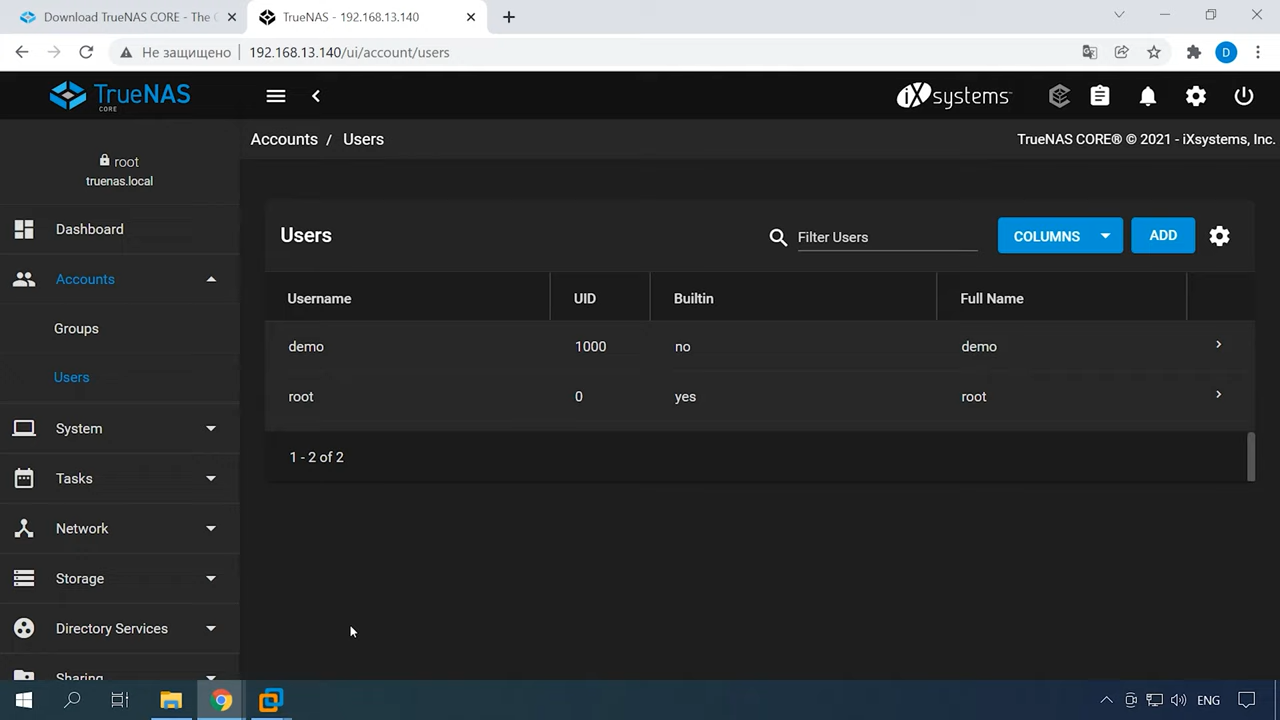 Download TrueNAS CORE - The
TrueNAS - 192.168.13.140
Не защищено
192.168.13.140/ui/account/users
D
TrueNAS
CORE
iXsystems
root
truenas.local
Accounts / Users
TrueNAS CORE® © 2021 - iXsystems, Inc.
Dashboard
Accounts
Groups
Users
System
Tasks
Network
Storage
Directory Services
Sharing
Users
Filter Users
COLUMNS
ADD
Username
UID
Builtin
Full Name
demo
1000
no
demo
root
0
yes
root
1 - 2 of 2
ENG